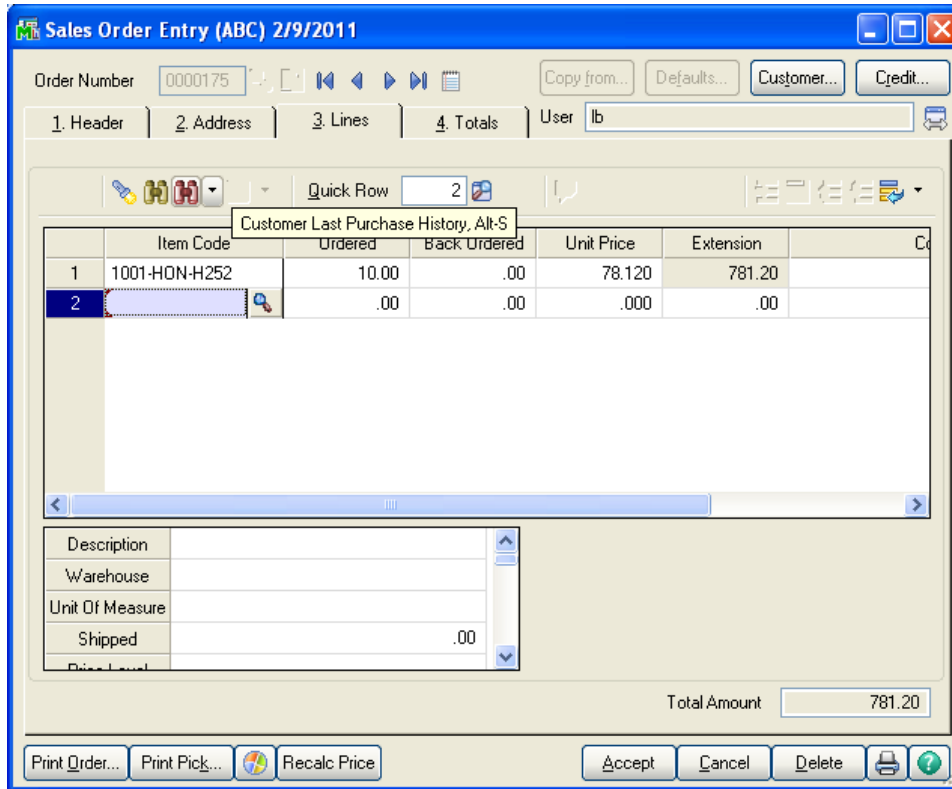 Sales Order Entry (ABC) 2/9/2011
Order Number 0000175 Copy from... Defaults... Customer... Credit...
1. Header 2. Address 3. Lines 4. Totals User lb
Quick Row 2
Customer Last Purchase History, Alt-S
Item Code Ordered Back Ordered Unit Price Extension Co
1 1001-HON-H252 10.00 .00 78.120 781.20
2 .00 .00 .000 .00
Description
Warehouse
Unit Of Measure
Shipped .00
Price Level
Total Amount 781.20
Print Order... Print Pick... Recalc Price Accept Cancel Delete